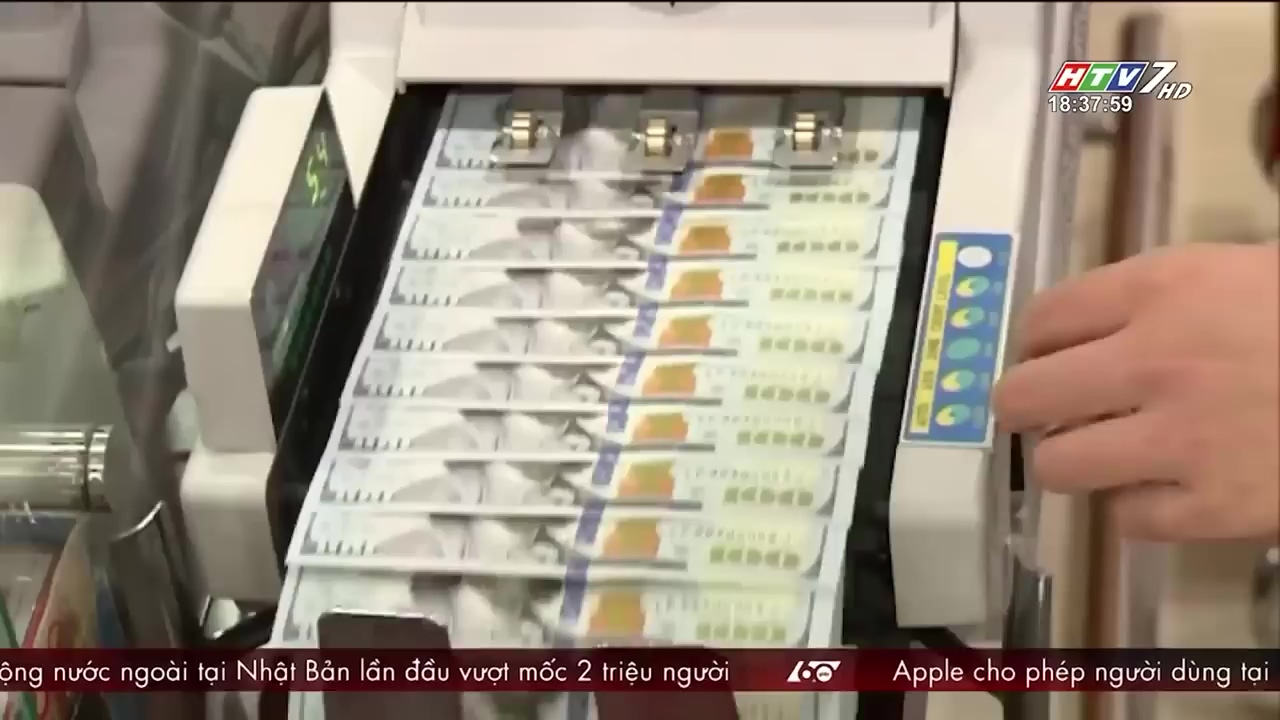 HTV7 HD
18:37:59
ộng nước ngoài tại Nhật Bản lần đầu vượt mốc 2 triệu người 60 Apple cho phép người dùng tại